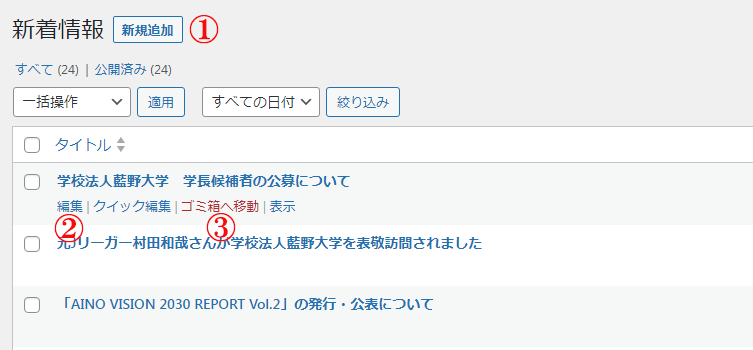 新着情報 新規追加 ①
すべて (24) | 公開済み (24)
一括操作 適用 すべての日付 絞り込み
タイトル
学校法人藍野大学　学長候補者の公募について
編集 | クイック編集 | ゴミ箱へ移動 | 表示
② ③
元Jリーガー村田和哉さんが学校法人藍野大学を表敬訪問されました
「AINO VISION 2030 REPORT Vol.2」の発行・公表について